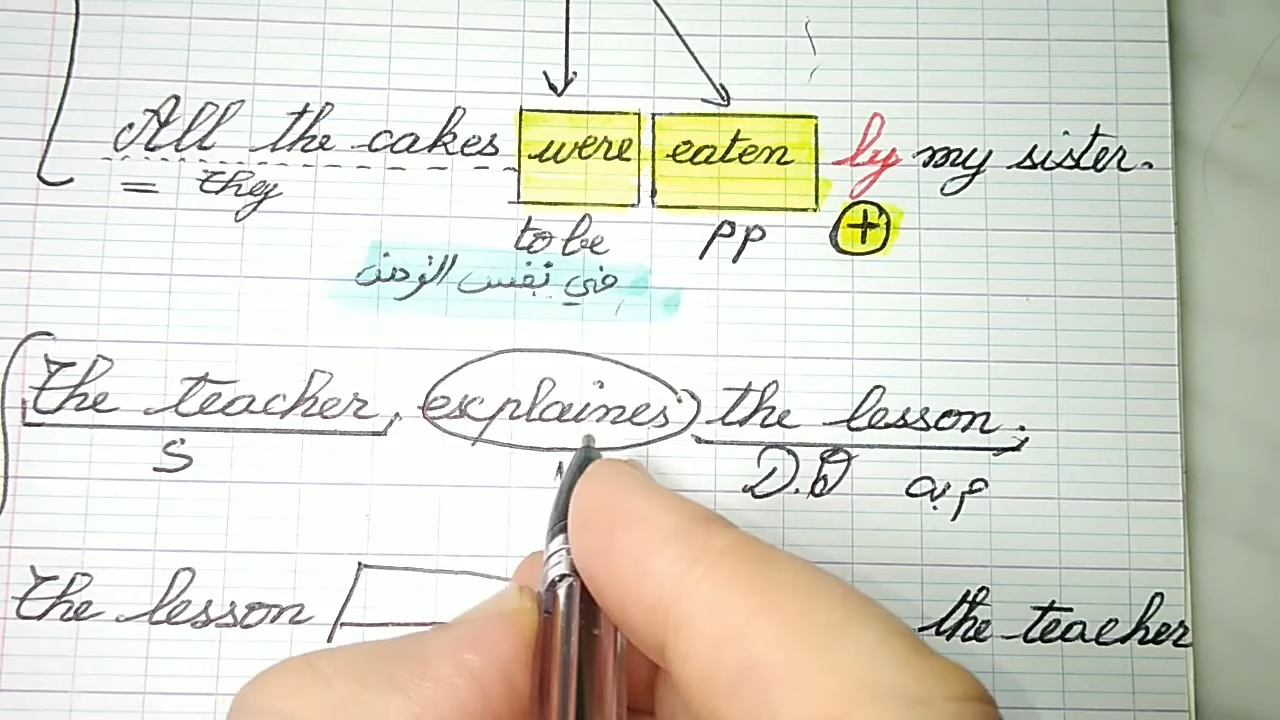 All the cakes were eaten by my sister.
= they
to be pp +
في نفس الزمن
The teacher explaines the lesson.
S D.O م به
The lesson the teacher